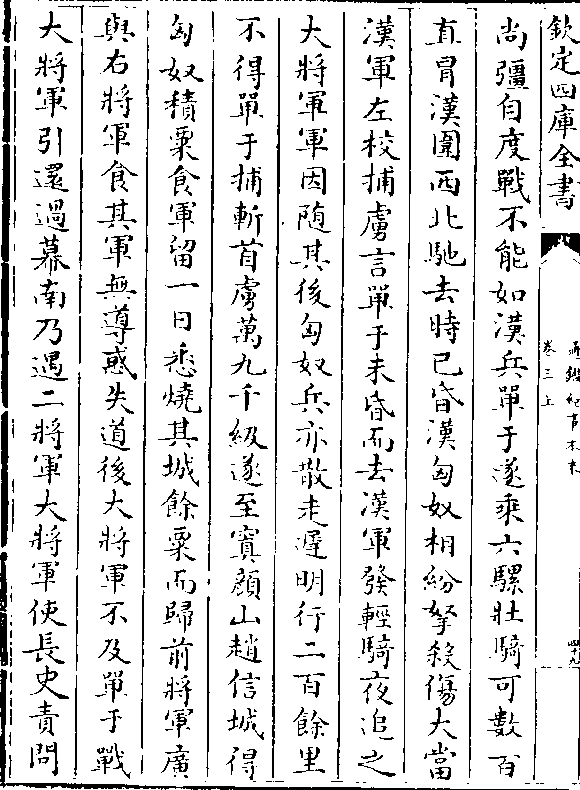 欽定四庫全書
通鑑紀事本末
卷三上
四十九
尚彊自度戰不能如漢兵單于遂乘六騾壯騎可數百
直冒漢圍西北馳去時已昏漢匈奴相紛拏殺傷大當
漢軍左校捕虜言單于未昏而去漢軍發輕騎夜追之
大將軍軍因随其後匈奴兵亦散走遲明行二百餘里
不得單于捕斬首虜萬九千級遂至窴顔山趙信城得
匈奴積粟食軍留一日悉燒其城餘粟而歸前將軍廣
與右將軍食其軍無導惑失道後大將軍不及單于戰
大將軍引還過幕南乃遇二將軍大將軍使長史責問